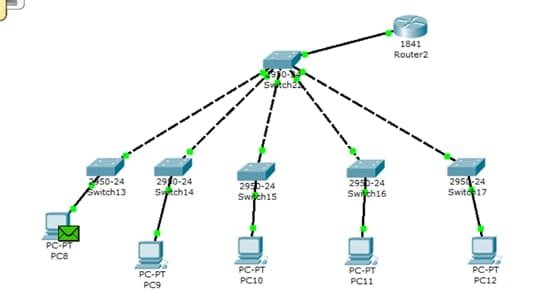 1841
Router2
2950-24
Switch22
2950-24
Switch13
2950-24
Switch14
2950-24
Switch15
2950-24
Switch16
2950-24
Switch17
PC-PT
PC8
PC-PT
PC9
PC-PT
PC10
PC-PT
PC11
PC-PT
PC12